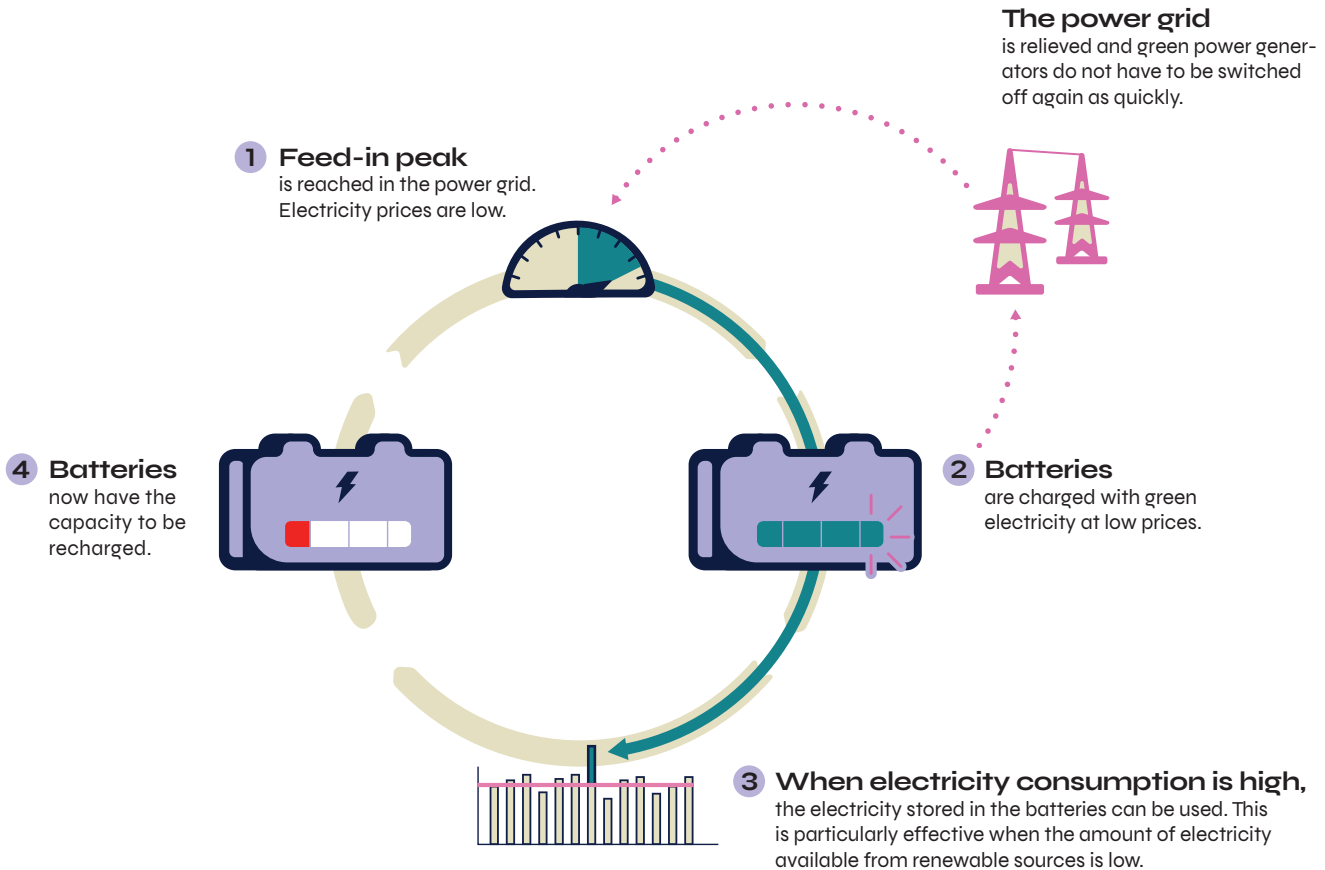 The power grid
is relieved and green power gener-
ators do not have to be switched
off again as quickly.
1 Feed-in peak
is reached in the power grid.
Electricity prices are low.
2 Batteries
are charged with green
electricity at low prices.
3 When electricity consumption is high,
the electricity stored in the batteries can be used. This
is particularly effective when the amount of electricity
available from renewable sources is low.
4 Batteries
now have the
capacity to be
recharged.